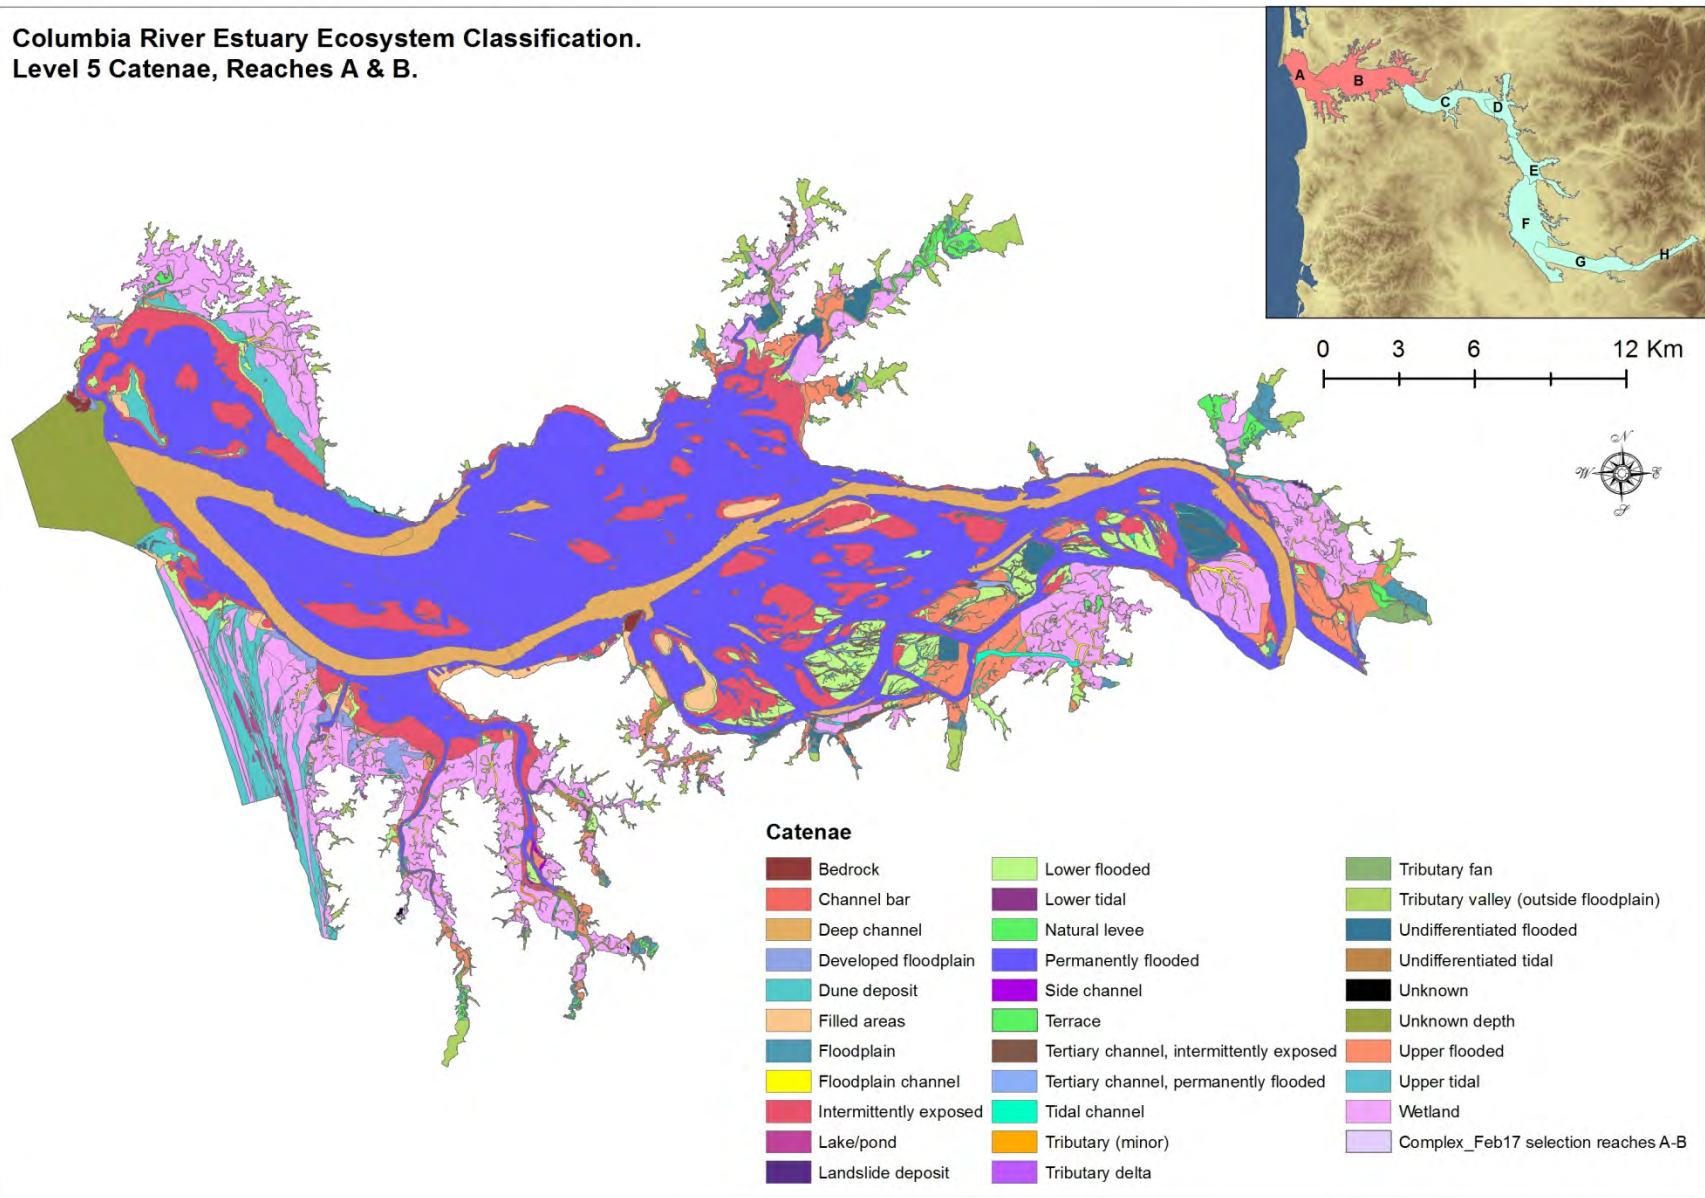 Columbia River Estuary Ecosystem Classification.
Level 5 Catenae, Reaches A & B.
A
B
C
D
E
F
G
H
0 3 6 12 Km
N
W E
S
Catenae
Bedrock
Channel bar
Deep channel
Developed floodplain
Dune deposit
Filled areas
Floodplain
Floodplain channel
Intermittently exposed
Lake/pond
Landslide deposit
Lower flooded
Lower tidal
Natural levee
Permanently flooded
Side channel
Terrace
Tertiary channel, intermittently exposed
Tertiary channel, permanently flooded
Tidal channel
Tributary (minor)
Tributary delta
Tributary fan
Tributary valley (outside floodplain)
Undifferentiated flooded
Undifferentiated tidal
Unknown
Unknown depth
Upper flooded
Upper tidal
Wetland
Complex_Feb17 selection reaches A-B